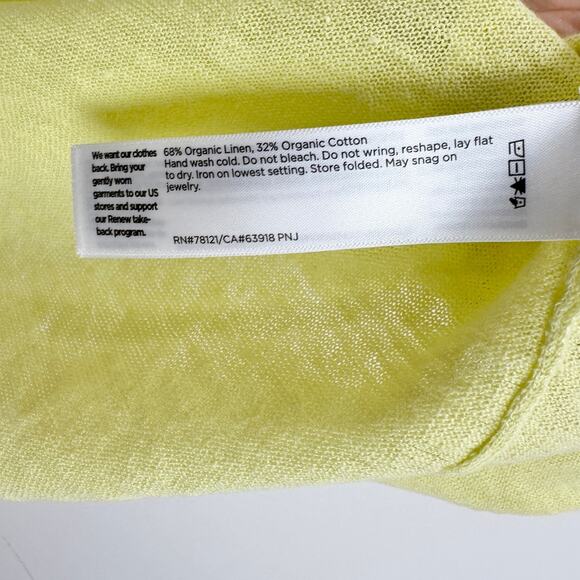 We want our clothes
back. Bring your
gently worn
garments to our US
stores and support
our Renew take-
back program.
68% Organic Linen, 32% Organic Cotton
Hand wash cold. Do not bleach. Do not wring, reshape, lay flat
to dry. Iron on lowest setting. Store folded. May snag on
jewelry.
RN#78121/CA#63918 PNJ